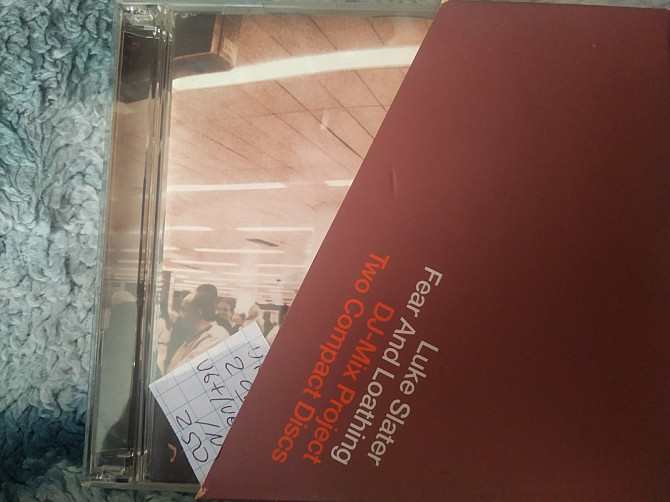 Luke Slater
Fear And Loathing
DJ-Mix Project
Two Compact Discs